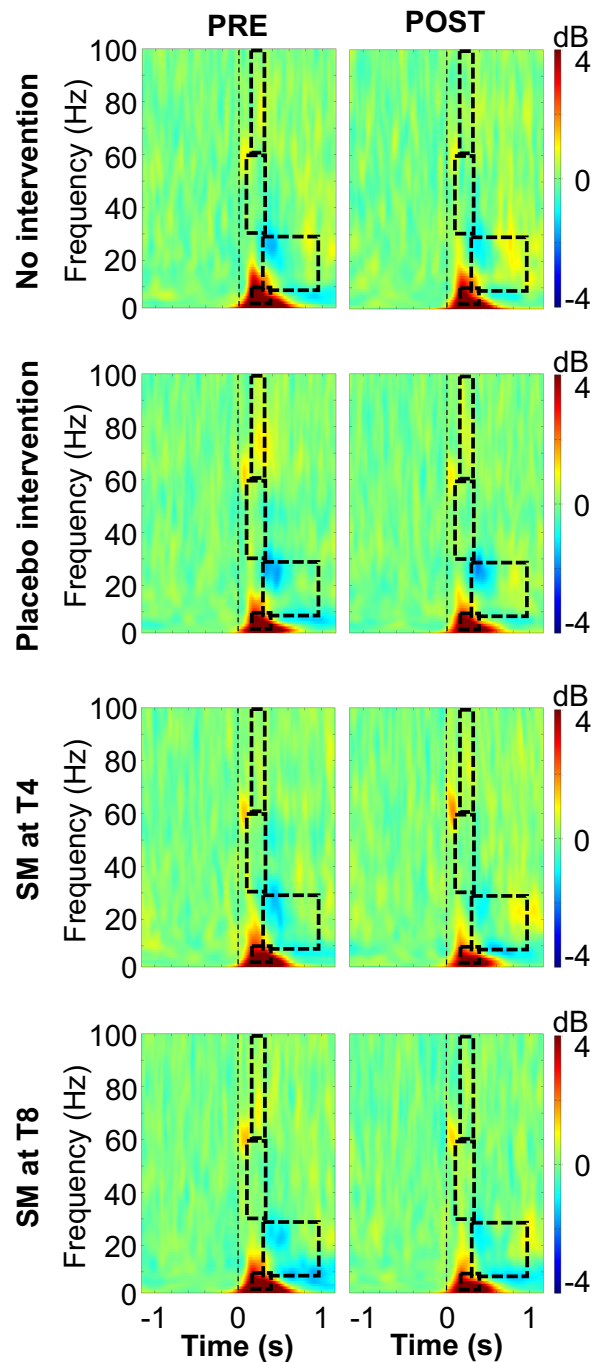 PRE POST
dB
No intervention
Frequency (Hz)
100
80
60
40
20
0
4
0
-4
dB
Placebo intervention
Frequency (Hz)
100
80
60
40
20
0
4
0
-4
dB
SM at T4
Frequency (Hz)
100
80
60
40
20
0
4
0
-4
dB
SM at T8
Frequency (Hz)
100
80
60
40
20
0
4
0
-4
-1 0 1 -1 0 1
Time (s) Time (s)